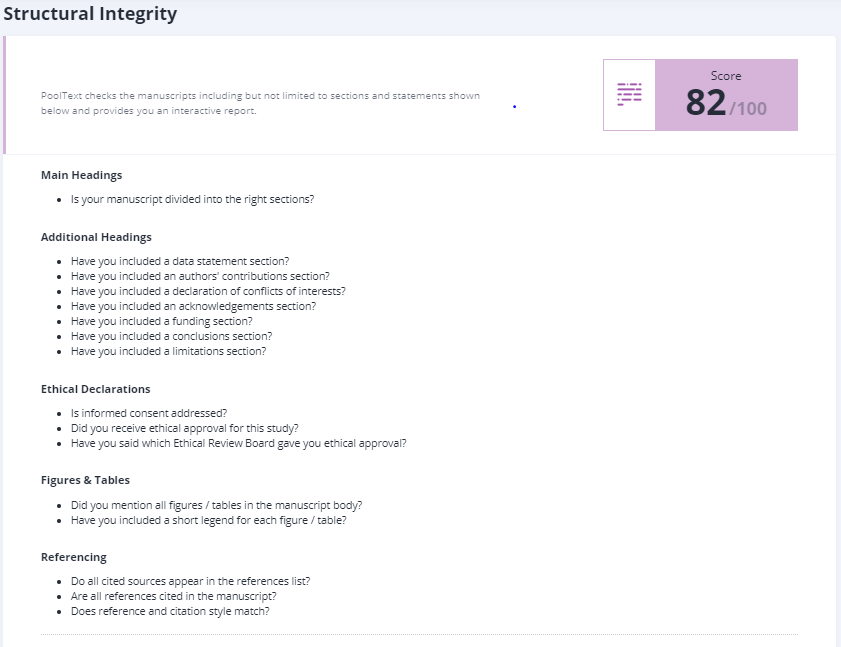 Structural Integrity
PoolText checks the manuscripts including but not limited to sections and statements shown
below and provides you an interactive report.
Score
82/100
Main Headings
• Is your manuscript divided into the right sections?
Additional Headings
• Have you included a data statement section?
• Have you included an authors' contributions section?
• Have you included a declaration of conflicts of interests?
• Have you included an acknowledgements section?
• Have you included a funding section?
• Have you included a conclusions section?
• Have you included a limitations section?
Ethical Declarations
• Is informed consent addressed?
• Did you receive ethical approval for this study?
• Have you said which Ethical Review Board gave you ethical approval?
Figures & Tables
• Did you mention all figures / tables in the manuscript body?
• Have you included a short legend for each figure / table?
Referencing
• Do all cited sources appear in the references list?
• Are all references cited in the manuscript?
• Does reference and citation style match?